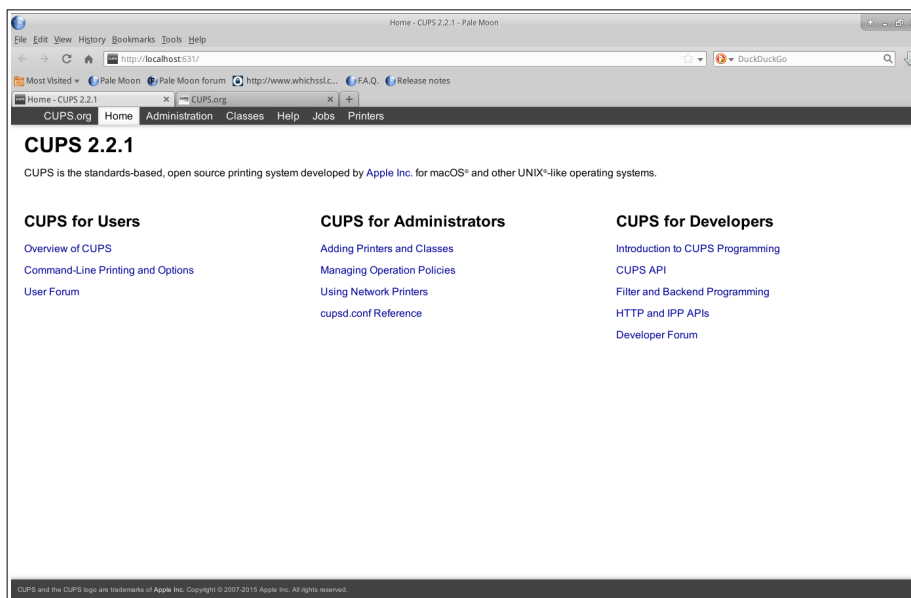 Home - CUPS 2.2.1 - Pale Moon
File Edit View History Bookmarks Tools Help
http://localhost:631/
DuckDuckGo
Most Visited Pale Moon Pale Moon forum http://www.whichssl.c... F.A.Q. Release notes
Home - CUPS 2.2.1 CUPS.org
CUPS.org Home Administration Classes Help Jobs Printers
CUPS 2.2.1
CUPS is the standards-based, open source printing system developed by Apple Inc. for macOS® and other UNIX®-like operating systems.
CUPS for Users
Overview of CUPS
Command-Line Printing and Options
User Forum
CUPS for Administrators
Adding Printers and Classes
Managing Operation Policies
Using Network Printers
cupsd.conf Reference
CUPS for Developers
Introduction to CUPS Programming
CUPS API
Filter and Backend Programming
HTTP and IPP APIs
Developer Forum
CUPS and the CUPS logo are trademarks of Apple Inc. Copyright © 2007-2015 Apple Inc. All rights reserved.